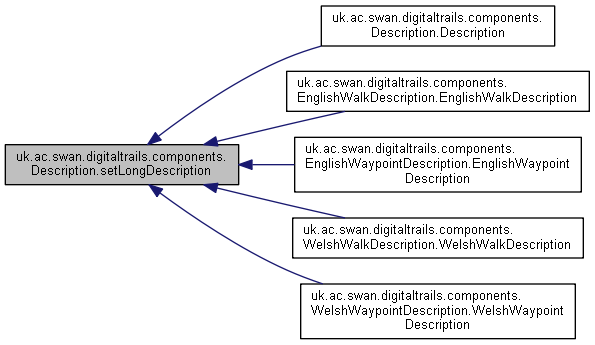 uk.ac.swan.digitaltrails.components.
Description.Description
uk.ac.swan.digitaltrails.components.
EnglishWalkDescription.EnglishWalkDescription
uk.ac.swan.digitaltrails.components.
Description.setLongDescription
uk.ac.swan.digitaltrails.components.
EnglishWaypointDescription.EnglishWaypoint
Description
uk.ac.swan.digitaltrails.components.
WelshWalkDescription.WelshWalkDescription
uk.ac.swan.digitaltrails.components.
WelshWaypointDescription.WelshWaypoint
Description